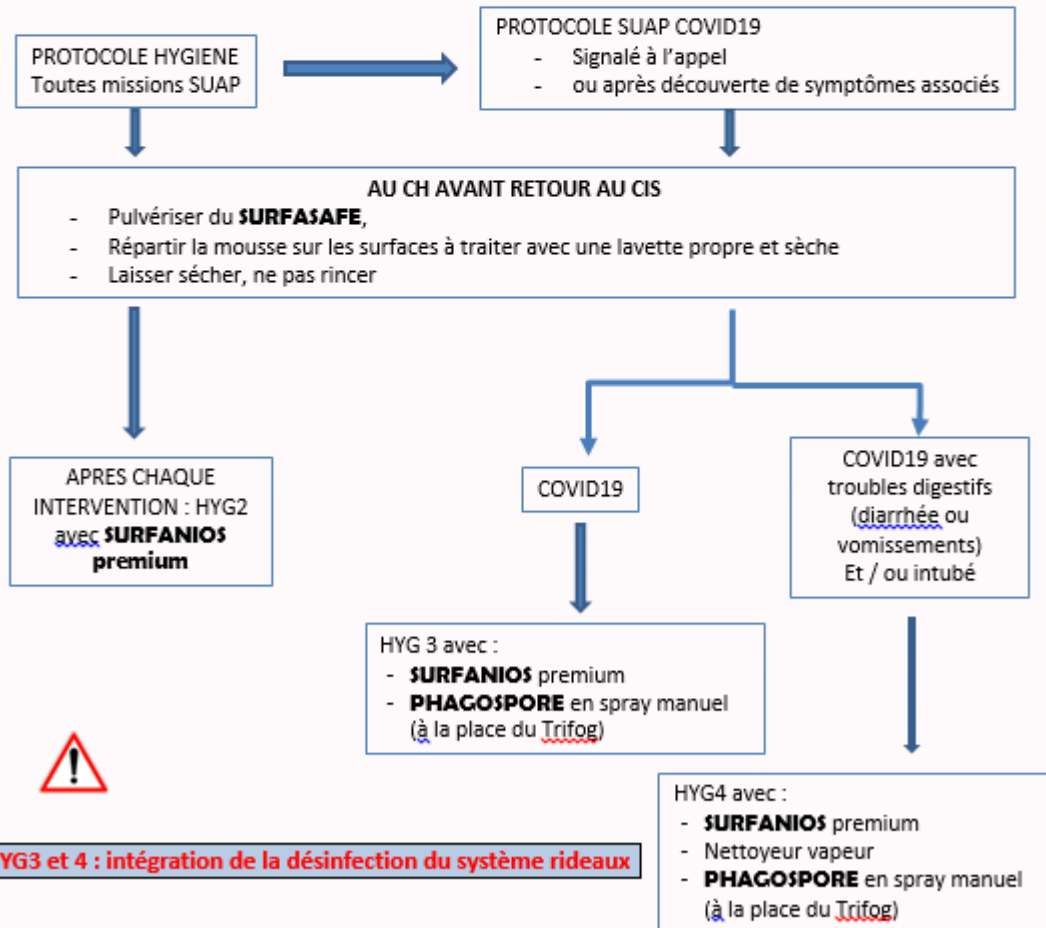 PROTOCOLE HYGIENE
Toutes missions SUAP
PROTOCOLE SUAP COVID19
- Signalé à l'appel
- ou après découverte de symptômes associés
AU CH AVANT RETOUR AU CIS
- Pulvériser du SURFASAFE,
- Répartir la mousse sur les surfaces à traiter avec une lavette propre et sèche
- Laisser sécher, ne pas rincer
APRES CHAQUE
INTERVENTION : HYG2
avec SURFANIOS
premium
COVID19
COVID19 avec
troubles digestifs
(diarrhée ou
vomissements)
Et / ou intubé
HYG 3 avec :
- SURFANIOS premium
- PHAGOSPORE en spray manuel
(à la place du Trifog)
HYG4 avec :
- SURFANIOS premium
- Nettoyeur vapeur
- PHAGOSPORE en spray manuel
(à la place du Trifog)
YG3 et 4 : intégration de la désinfection du système rideaux